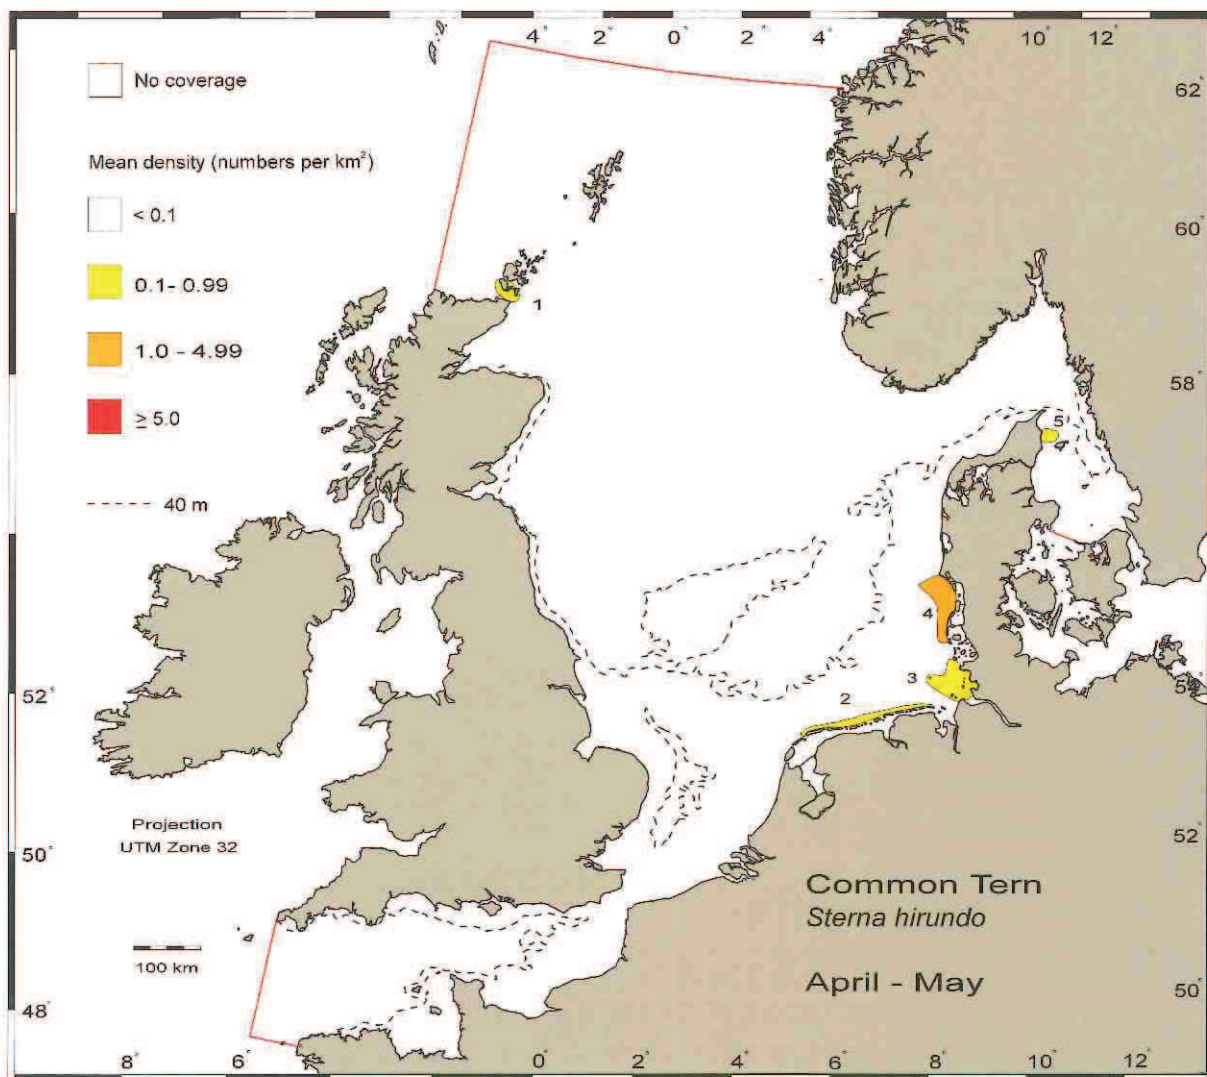 4° 2° 0° 2° 4° 10° 12°
No coverage
62°
Mean density (numbers per km²)
< 0.1
60°
0.1- 0.99
1
1.0 - 4.99
58°
≥ 5.0
5
40 m
4
3
52°
2
Projection
UTM Zone 32
52°
50°
Common Tern
Sterna hirundo
100 km
April - May
50°
48°
8° 6° 0° 2° 4° 6° 8° 10° 12°